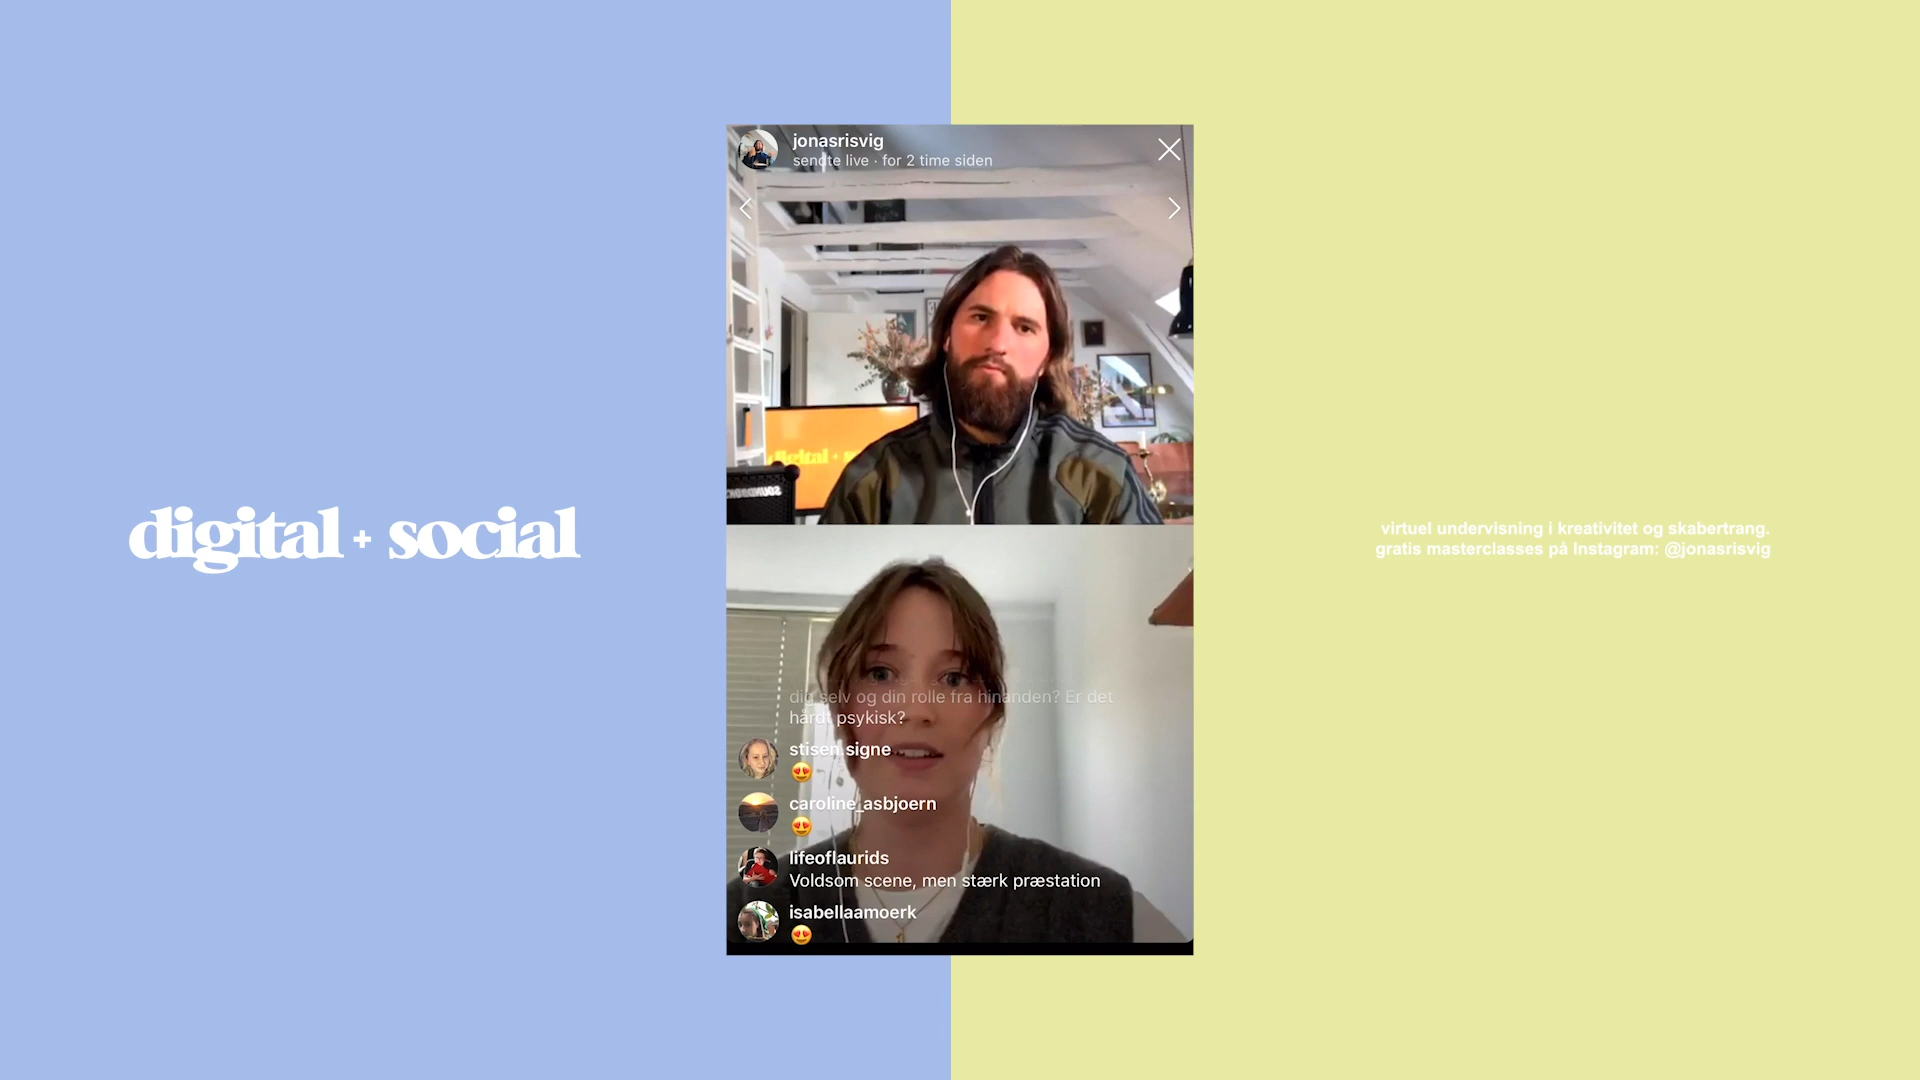 digital + social
jonasrisvig
sendte live · for 2 time siden
digital + so
dig selv og din rolle fra hinanden? Er det
hårdt psykisk?
stisen.signe
😍
caroline_asbjoern
😍
lifeoflaurids
Voldsom scene, men stærk præstation
isabellaamoerk
😍
virtuel undervisning i kreativitet og skabertrang.
gratis masterclasses på Instagram: @jonasrisvig